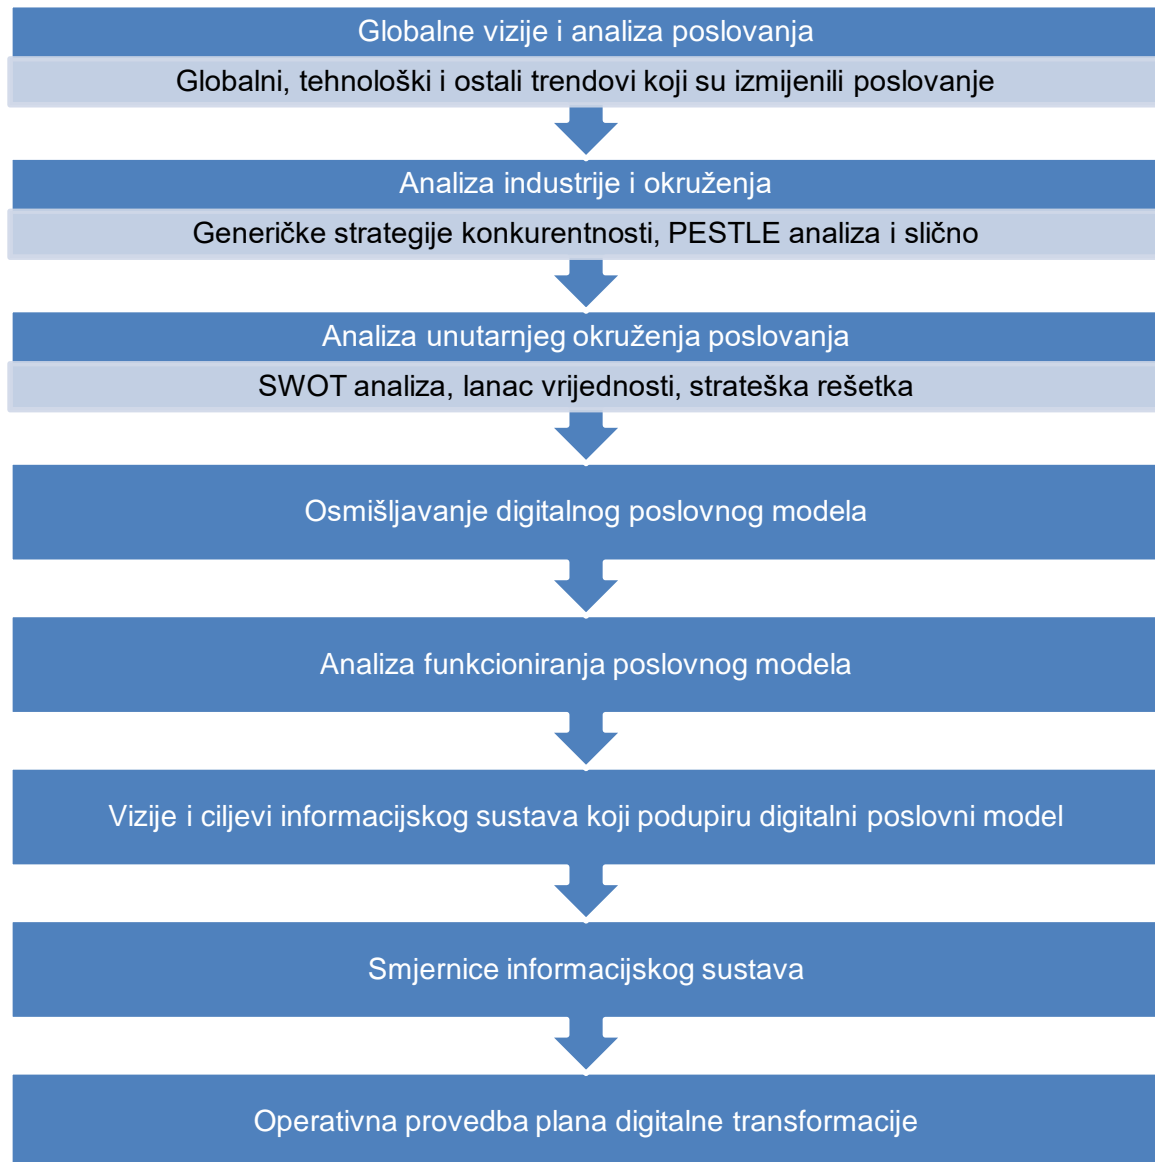 Globalne vizije i analiza poslovanja
Globalni, tehnološki i ostali trendovi koji su izmijenili poslovanje
Analiza industrije i okruženja
Generičke strategije konkurentnosti, PESTLE analiza i slično
Analiza unutarnjeg okruženja poslovanja
SWOT analiza, lanac vrijednosti, strateška rešetka
Osmišljavanje digitalnog poslovnog modela
Analiza funkcioniranja poslovnog modela
Vizije i ciljevi informacijskog sustava koji podupiru digitalni poslovni model
Smjernice informacijskog sustava
Operativna provedba plana digitalne transformacije